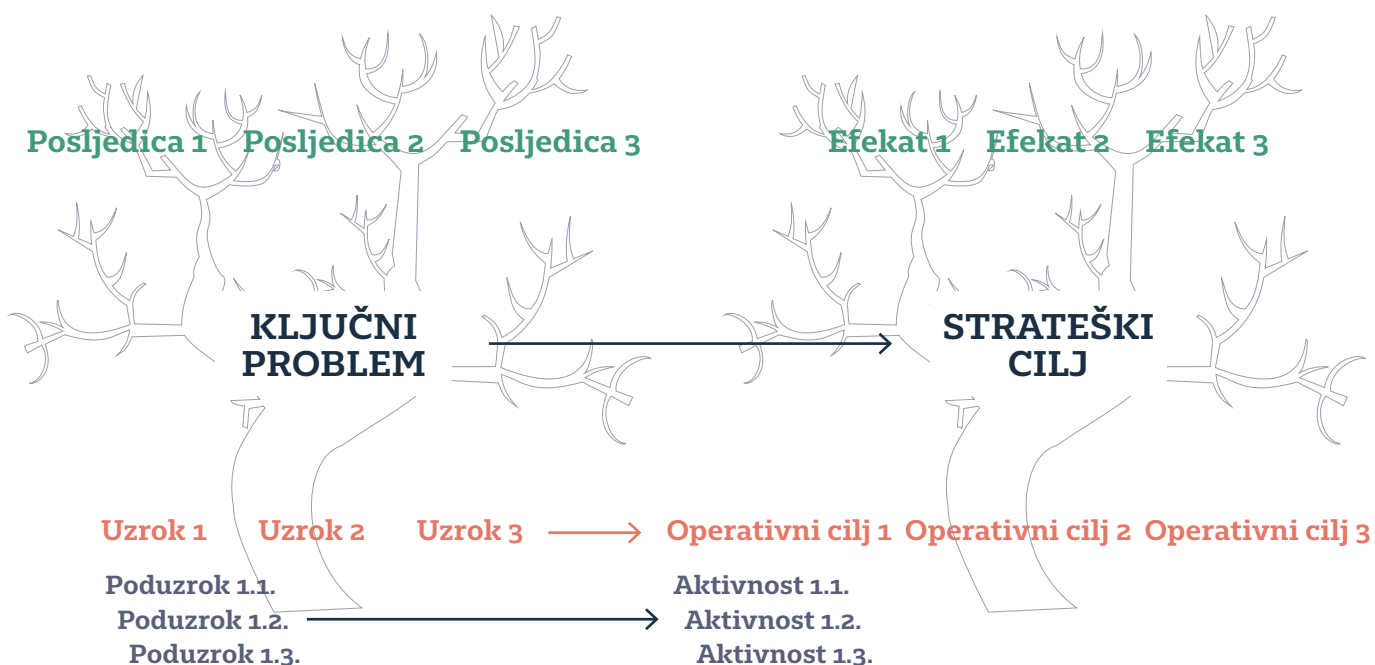 Posljedica 1 Posljedica 2 Posljedica 3
Efekat 1 Efekat 2 Efekat 3
KLJUČNI
PROBLEM
STRATEŠKI
CILJ
Uzrok 1 Uzrok 2 Uzrok 3
Operativni cilj 1 Operativni cilj 2 Operativni cilj 3
Poduzrok 1.1.
Poduzrok 1.2.
Poduzrok 1.3.
Aktivnost 1.1.
Aktivnost 1.2.
Aktivnost 1.3.